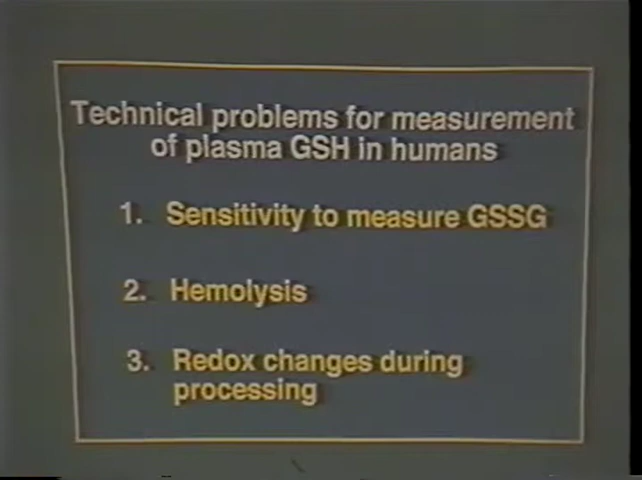 Technical problems for measurement
of plasma GSH in humans
1. Sensitivity to measure GSSG
2. Hemolysis
3. Redox changes during
processing